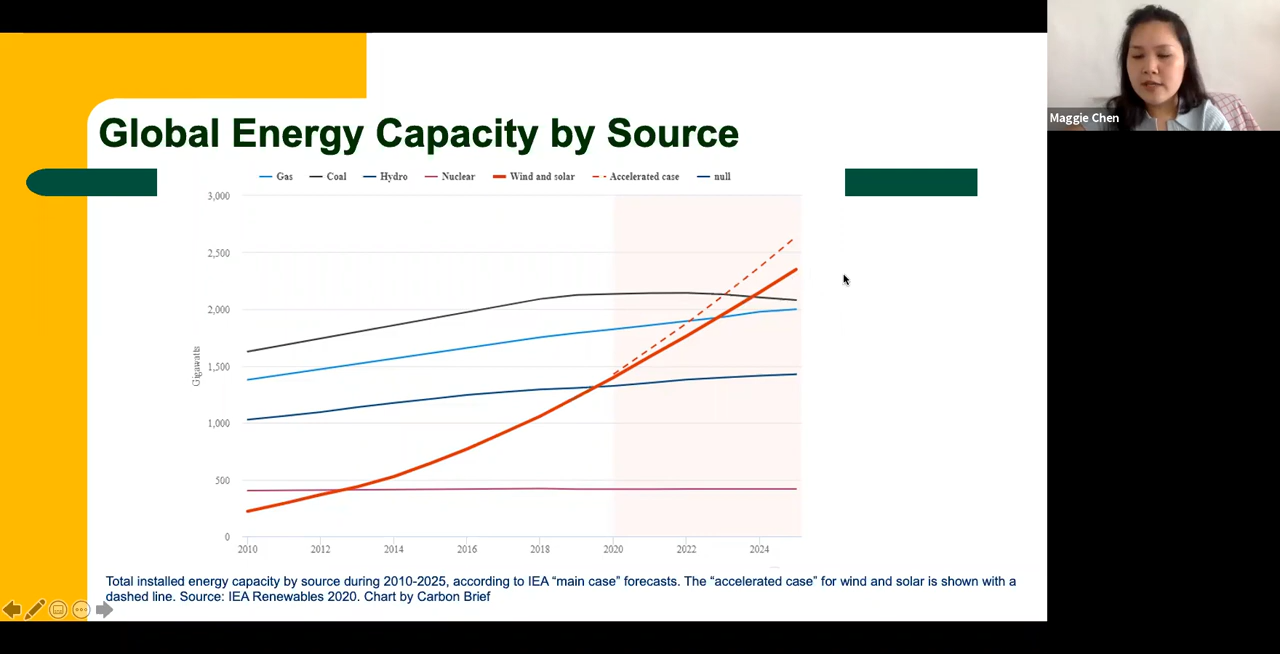 Maggie Chen
Global Energy Capacity by Source
Gas Coal Hydro Nuclear Wind and solar Accelerated case null
3,000
2,500
2,000
1,500
1,000
500
0
Gigawatts
2010 2012 2014 2016 2018 2020 2022 2024
Total installed energy capacity by source during 2010-2025, according to IEA “main case” forecasts. The “accelerated case” for wind and solar is shown with a
dashed line. Source: IEA Renewables 2020. Chart by Carbon Brief